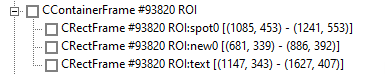 CContainerFrame #93820 ROI
CRectFrame #93820 ROI:spot0 [(1085, 453) - (1241, 553)]
CRectFrame #93820 ROI:new0 [(681, 339) - (886, 392)]
CRectFrame #93820 ROI:text [(1147, 343) - (1627, 407)]